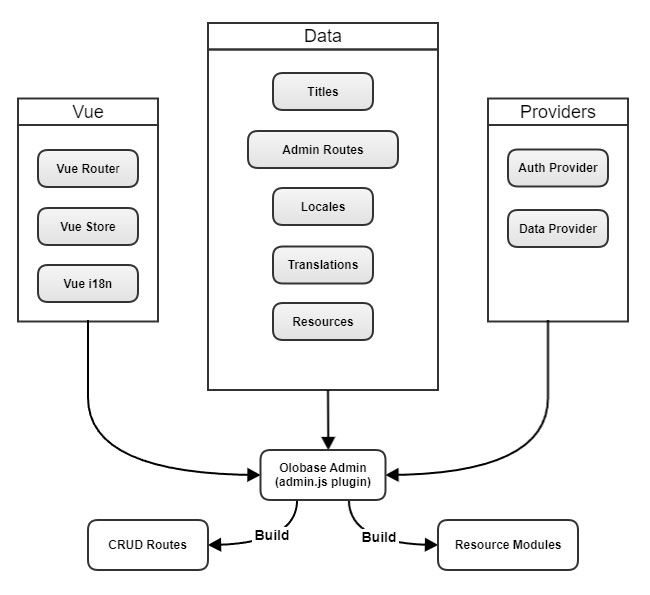 Data
Titles
Admin Routes
Locales
Translations
Resources
Vue
Vue Router
Vue Store
Vue i18n
Providers
Auth Provider
Data Provider
Olobase Admin
(admin.js plugin)
Build
Build
CRUD Routes
Resource Modules